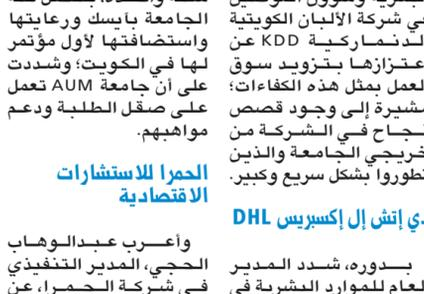 في شركة الألبان الكويتية
الدنماركية KDD عن
اعتزازها بتزويد سوق
العمل بمثل هذه الكفاءات؛
مشيرة إلى وجود قصص
نجاح في الشركة من
خريجي الجامعة والذين
تطوروا بشكل سريع وكبير.
دي إتش إل إكسبريس DHL
بدوره، شدد المدير
العام للموارد البشرية في
الجامعة بآيسك ورعايتها
واستضافتها لأول مؤتمر
لها في الكويت؛ وشددت
على أن جامعة AUM تعمل
على صقل الطلبة ودعم
مواهبهم.
الحمرا للاستشارات
الاقتصادية
وأعرب عبدالوهاب
الحجي، المدير التنفيذي
في شركة الحمرا، عن